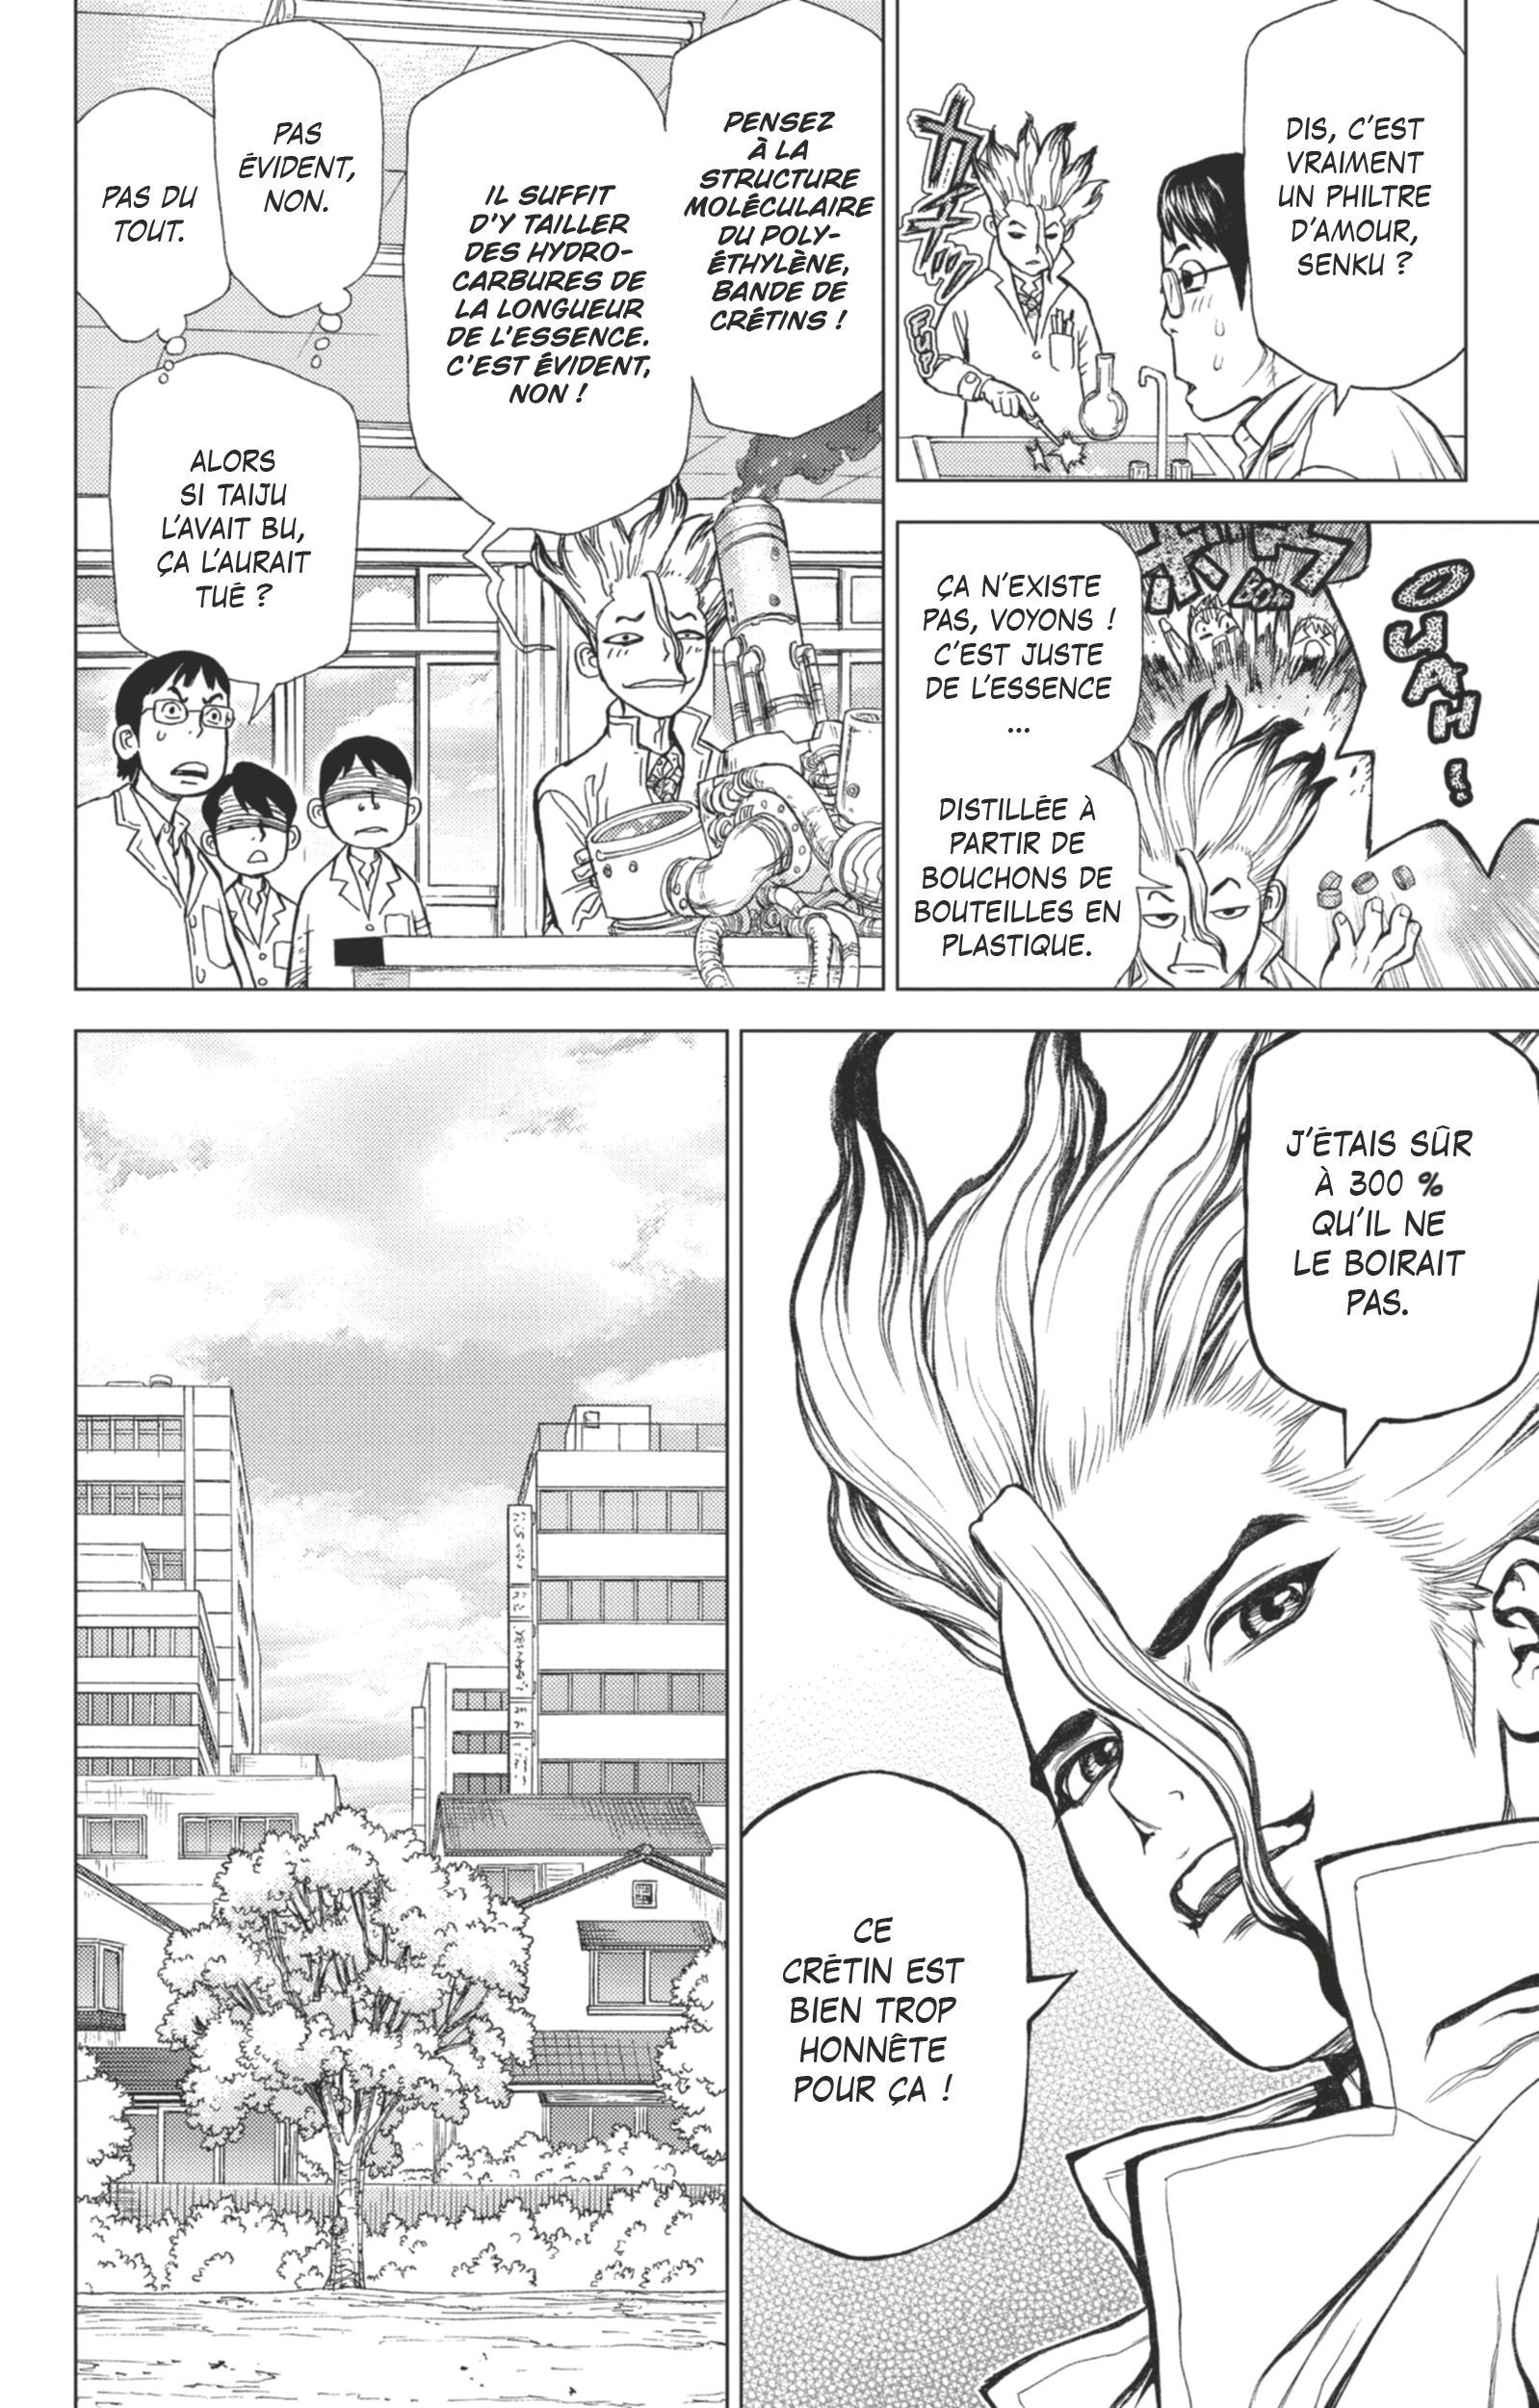 DIS, C'EST
VRAIMENT
UN PHILTRE
D'AMOUR,
SENKU ?
FUP
OUAH !
BOM
ÇA N'EXISTE
PAS, VOYONS !
C'EST JUSTE
DE L'ESSENCE
...
DISTILLÉE À
PARTIR DE
BOUCHONS DE
BOUTEILLES EN
PLASTIQUE.
PENSEZ
À LA
STRUCTURE
MOLÉCULAIRE
DU POLY-
ÉTHYLÈNE,
BANDE DE
CRÉTINS !
IL SUFFIT
D'Y TAILLER
DES HYDRO-
CARBURES DE
LA LONGUEUR
DE L'ESSENCE.
C'EST ÉVIDENT,
NON !
PAS
ÉVIDENT,
NON.
PAS DU
TOUT.
ALORS
SI TAIJU
L'AVAIT BU,
ÇA L'AURAIT
TUÉ ?
J'ÉTAIS SÛR
À 300 %
QU'IL NE
LE BOIRAIT
PAS.
CE
CRÉTIN EST
BIEN TROP
HONNÊTE
POUR ÇA !